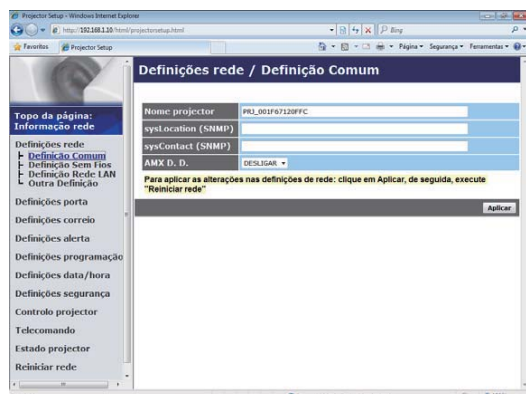 Projector Setup - Windows Internet Explorer
http://192.168.1.10/html/projectorsetup.html
Bing
Favoritos
Projector Setup
Página
Segurança
Ferramentas
Definições rede / Definição Comum
Topo da página:
Informação rede
Definições rede
Definição Comum
Definição Sem Fios
Definição Rede LAN
Outra Definição
Definições porta
Definições correio
Definições alerta
Definições programação
Definições data/hora
Definições segurança
Controlo projector
Telecomando
Estado projector
Reiniciar rede
Nome projector
PRJ_001F67120FFC
sysLocation (SNMP)
sysContact (SNMP)
AMX D. D.
DESLIGAR
Para aplicar as alterações nas definições de rede: clique em Aplicar, de seguida, execute
"Reiniciar rede"
Aplicar